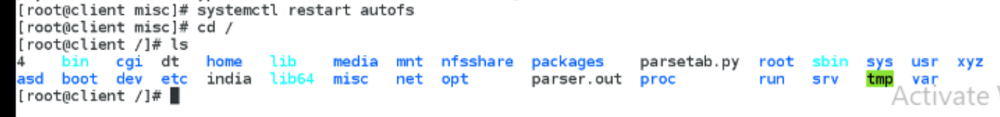 [root@client misc]# systemctl restart autofs
[root@client misc]# cd /
[root@client /]# ls
4 bin cgi dt home lib media mnt nfsshare packages parsetab.py root sbin sys usr xyz
asd boot dev etc india lib64 misc net opt parser.out proc run srv tmp var
[root@client /]#
Activate